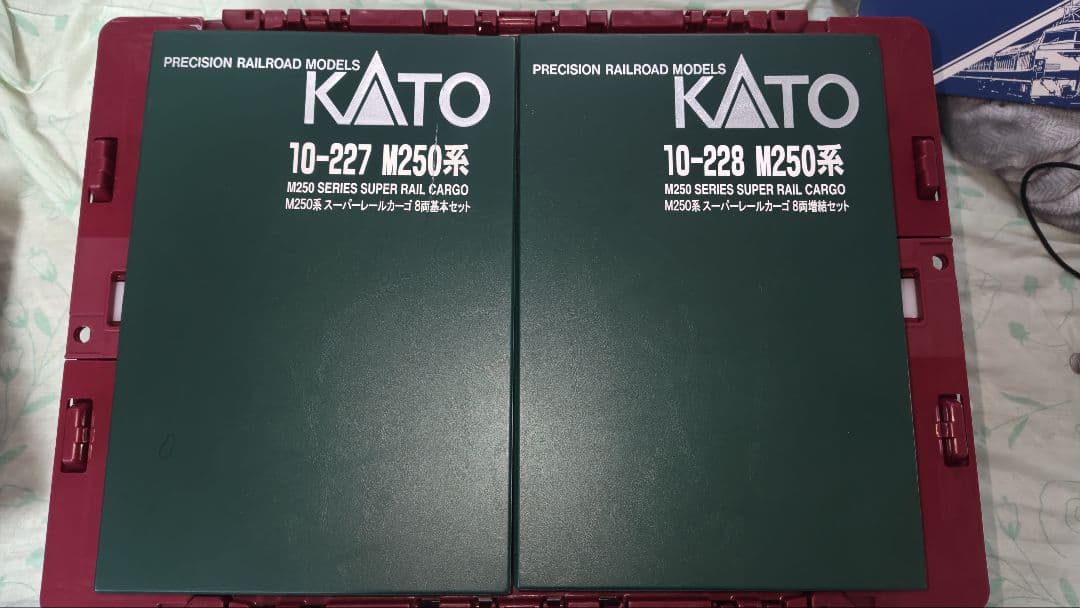 PRECISION RAILROAD MODELS
KATO
10-227 M250系
M250 SERIES SUPER RAIL CARGO
M250系 スーパーレールカーゴ 8両基本セット
PRECISION RAILROAD MODELS
KATO
10-228 M250系
M250 SERIES SUPER RAIL CARGO
M250系 スーパーレールカーゴ 8両増結セット